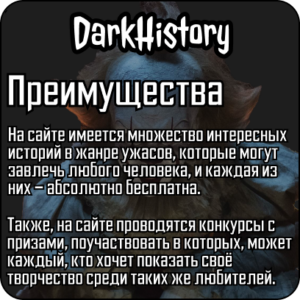 DarkHistory
Преимущества
На сайте имеется множество интересных
историй в жанре ужасов, которые могут
завлечь любого человека, и каждая из
них – абсолютно бесплатна.
Также, на сайте проводятся конкурсы с
призами, поучаствовать в которых, может
каждый, кто хочет показать своё
творчество среди таких же любителей.